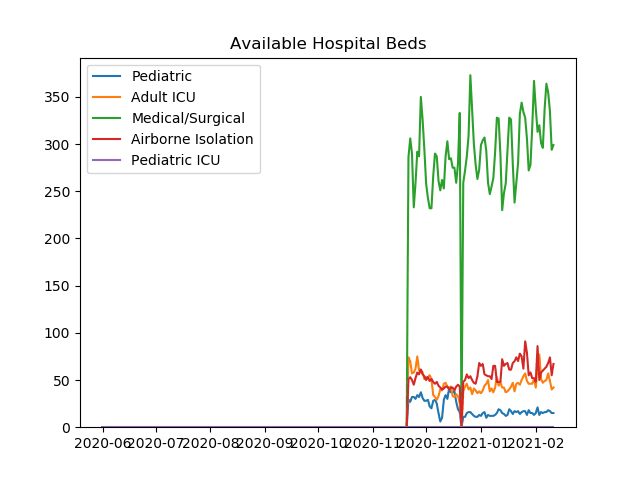 Available Hospital Beds
Pediatric
Adult ICU
Medical/Surgical
Airborne Isolation
Pediatric ICU
350
300
250
200
150
100
50
0
2020-06 2020-07 2020-08 2020-09 2020-10 2020-11 2020-12 2021-01 2021-02